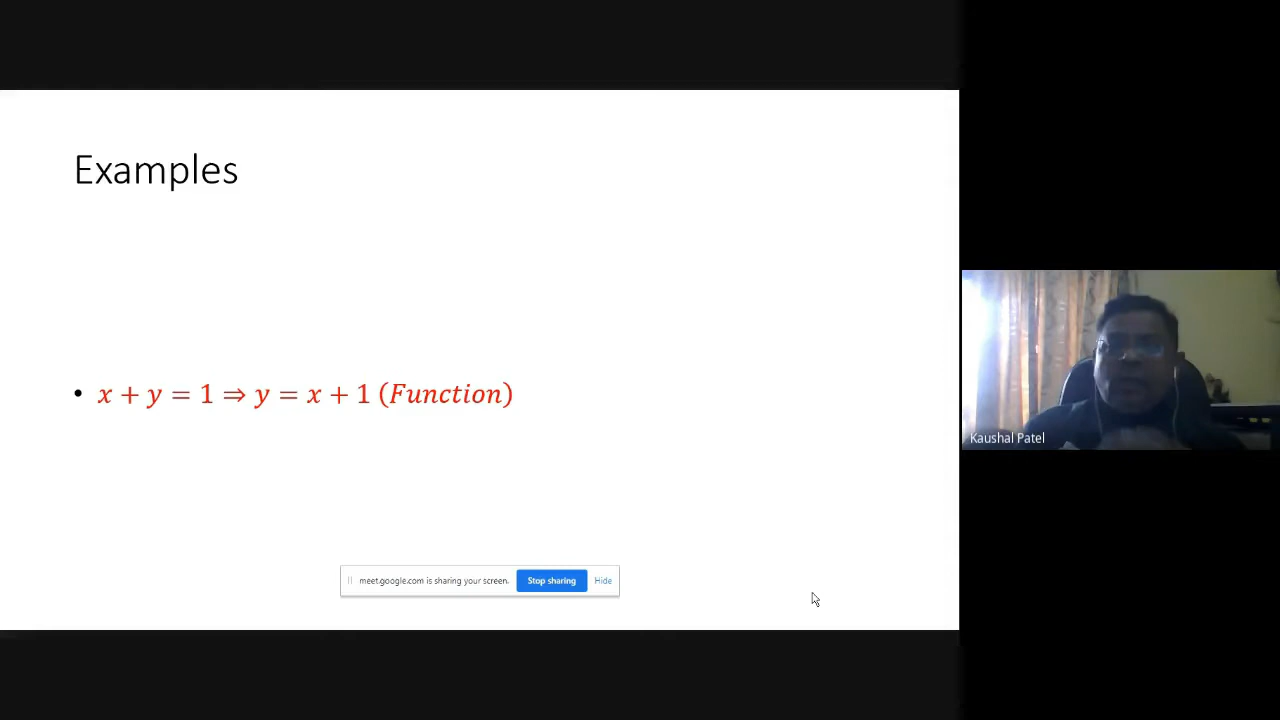 Examples
• x + y = 1 ⇒ y = x + 1 (Function)
meet.google.com is sharing your screen. Stop sharing Hide
Kaushal Patel